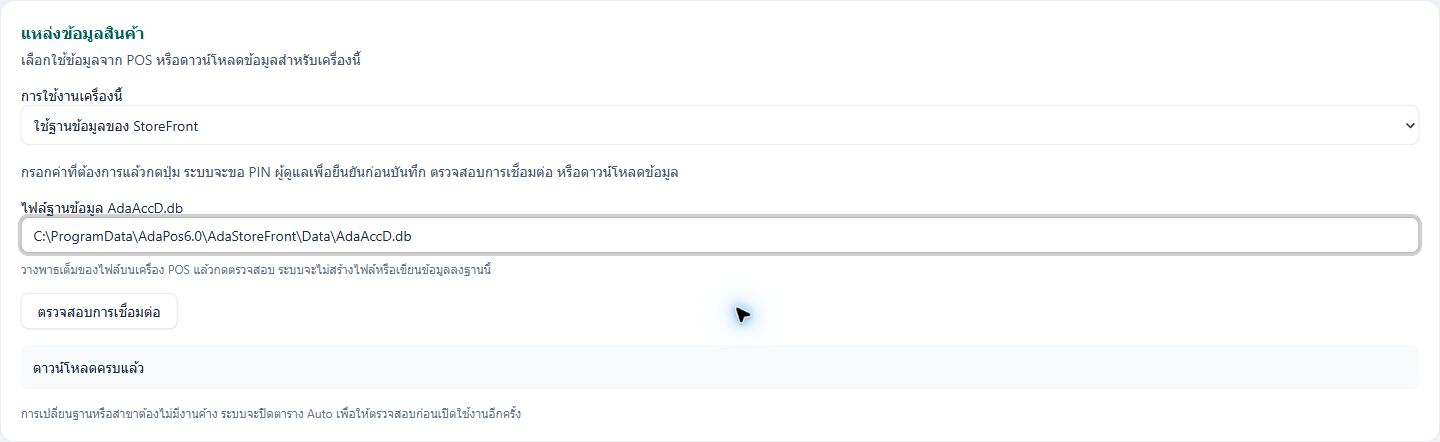 แหล่งข้อมูลสินค้า
เลือกใช้ข้อมูลจาก POS หรือดาวน์โหลดข้อมูลสำหรับเครื่องนี้
การใช้งานเครื่องนี้
ใช้ฐานข้อมูลของ StoreFront
กรอกค่าที่ต้องการแล้วกดปุ่ม ระบบจะขอ PIN ผู้ดูแลเพื่อยืนยันก่อนบันทึก ตรวจสอบการเชื่อมต่อ หรือดาวน์โหลดข้อมูล
ไฟล์ฐานข้อมูล AdaAccD.db
C:\ProgramData\AdaPos6.0\AdaStoreFront\Data\AdaAccD.db
วางพาธเต็มของไฟล์บนเครื่อง POS แล้วกดตรวจสอบ ระบบจะไม่สร้างไฟล์หรือเขียนข้อมูลลงฐานนี้
ตรวจสอบการเชื่อมต่อ
ดาวน์โหลดครบแล้ว
การเปลี่ยนฐานหรือสาขาต้องไม่มีงานค้าง ระบบจะปิดตาราง Auto เพื่อให้ตรวจสอบก่อนเปิดใช้งานอีกครั้ง